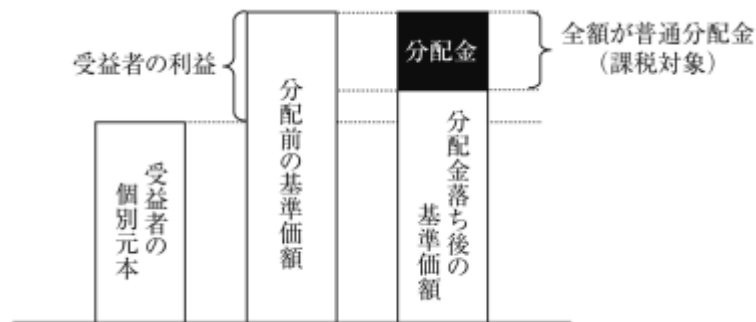 受益者の利益
受益者の
個別元本
分配前の基準価額
分配金
分配金落ち後の
基準価額
全額が普通分配金
(課税対象)